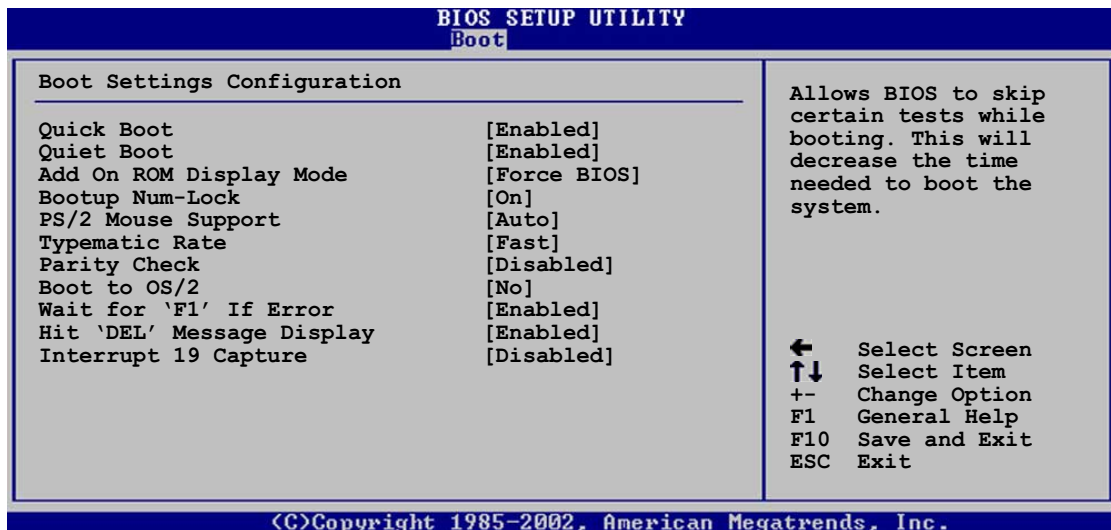 BIOS SETUP UTILITY
Boot
Boot Settings Configuration
Quick Boot [Enabled]
Quiet Boot [Enabled]
Add On ROM Display Mode [Force BIOS]
Bootup Num-Lock [On]
PS/2 Mouse Support [Auto]
Typematic Rate [Fast]
Parity Check [Disabled]
Boot to OS/2 [No]
Wait for ‘F1’ If Error [Enabled]
Hit ‘DEL’ Message Display [Enabled]
Interrupt 19 Capture [Disabled]
Allows BIOS to skip
certain tests while
booting. This will
decrease the time
needed to boot the
system.
← Select Screen
↑↓ Select Item
+- Change Option
F1 General Help
F10 Save and Exit
ESC Exit
(C)Copyright 1985-2002, American Megatrends, Inc.